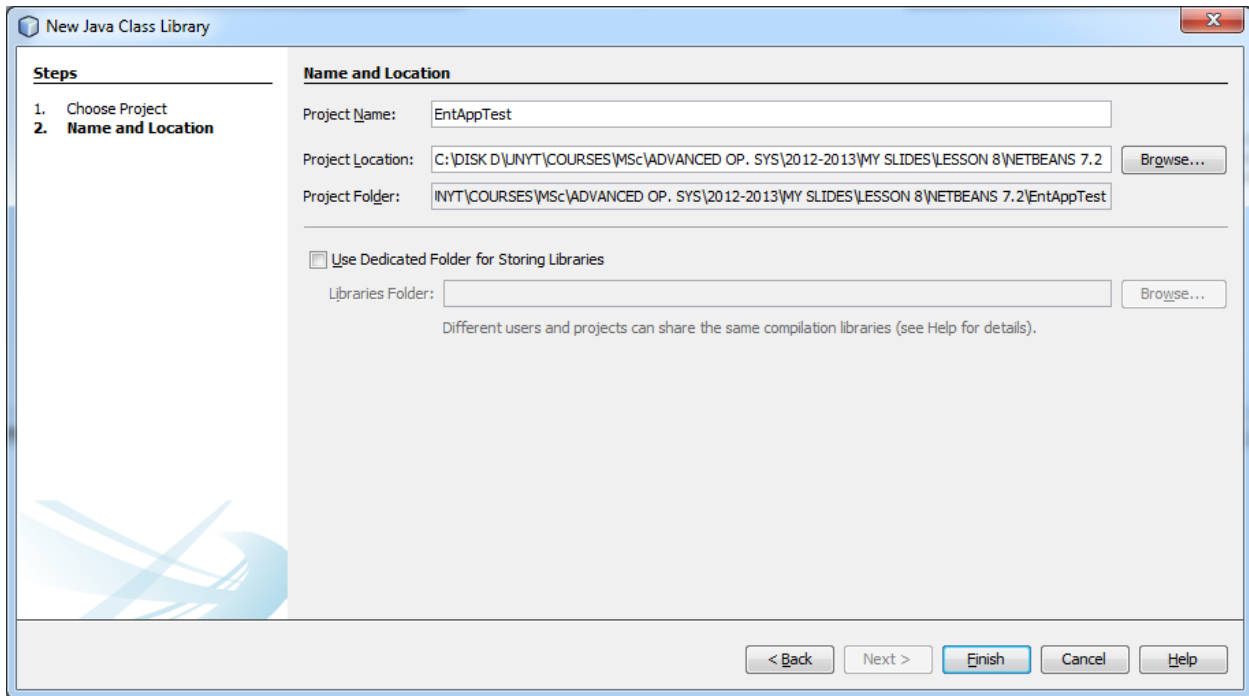 New Java Class Library
Steps
1. Choose Project
2. Name and Location
Name and Location
Project Name: EntAppTest
Project Location: C:\DISK D\UNYT\COURSES\MSc\ADVANCED OP. SYS\2012-2013\MY SLIDES\LESSON 8\NETBEANS 7.2 Browse...
Project Folder: INYT\COURSES\MSc\ADVANCED OP. SYS\2012-2013\MY SLIDES\LESSON 8\NETBEANS 7.2\EntAppTest
Use Dedicated Folder for Storing Libraries
Libraries Folder: Browse...
Different users and projects can share the same compilation libraries (see Help for details).
< Back Next > Finish Cancel Help